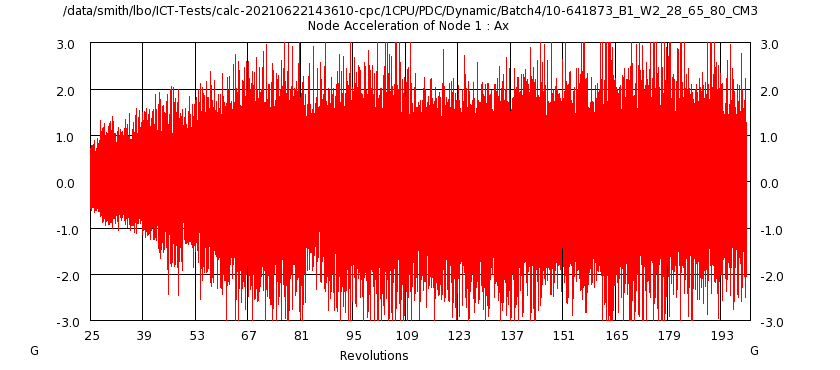 /data/smith/lbo/ICT-Tests/calc-20210622143610-cpc/1CPU/PDC/Dynamic/Batch4/10-641873_B1_W2_28_65_80_CM3
Node Acceleration of Node 1 : Ax
3.0 3.0
2.0 2.0
1.0 1.0
0.0 0.0
-1.0 -1.0
-2.0 -2.0
-3.0 -3.0
25 39 53 67 81 95 109 123 137 151 165 179 193
G Revolutions G